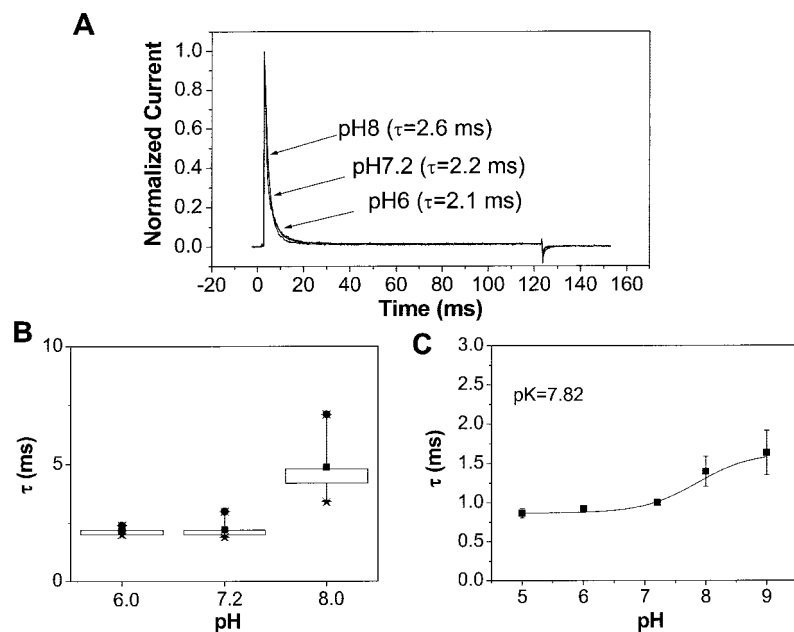 A
Normalized Current
1.0
0.8
0.6
0.4
0.2
0.0
pH8 (τ=2.6 ms)
pH7.2 (τ=2.2 ms)
pH6 (τ=2.1 ms)
-20 0 20 40 60 80 100 120 140 160
Time (ms)
B
τ (ms)
10
5
0
6.0 7.2 8.0
pH
C
τ (ms)
3.0
2.5
2.0
1.5
1.0
0.5
0.0
pK=7.82
5 6 7 8 9
pH